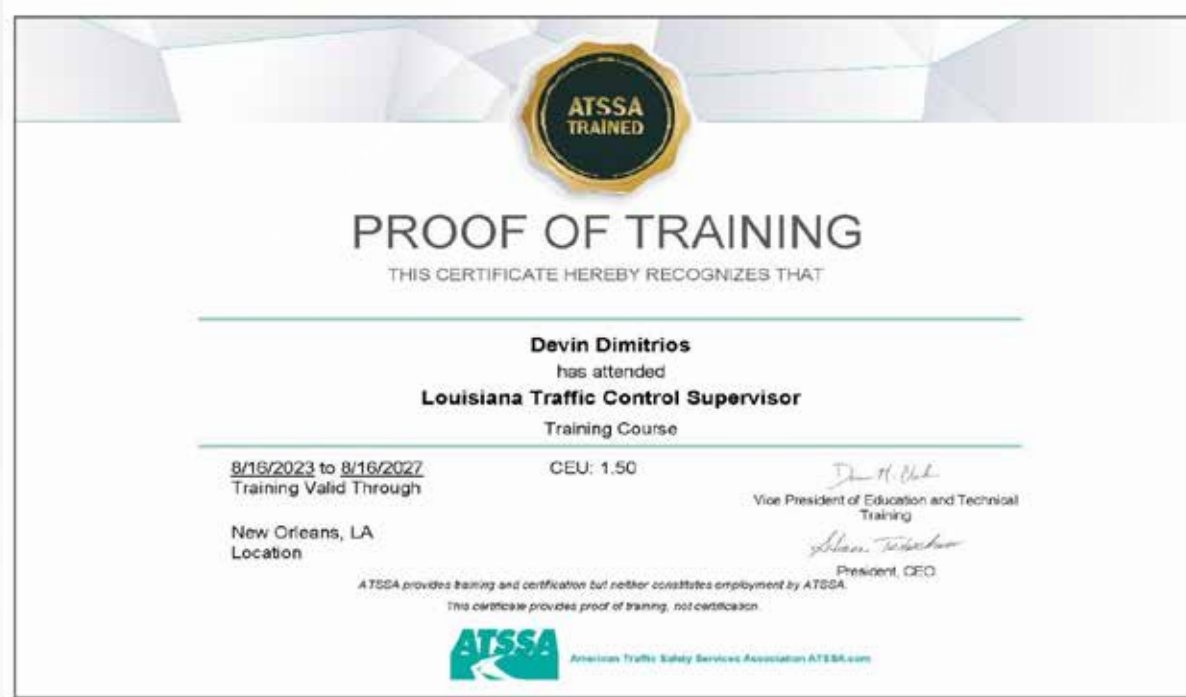 ATSSA
TRAINED
PROOF OF TRAINING
THIS CERTIFICATE HEREBY RECOGNIZES THAT
Devin Dimitrios
has attended
Louisiana Traffic Control Supervisor
Training Course
8/16/2023 to 8/16/2027
Training Valid Through
CEU: 1.50
Vice President of Education and Technical
Training
New Orleans, LA
Location
President, CEO
ATSSA provides training and certification but neither constitutes employment by ATSSA.
This certificate provides proof of training, not certification.
ATSSA
American Traffic Safety Services Association ATSSA.com